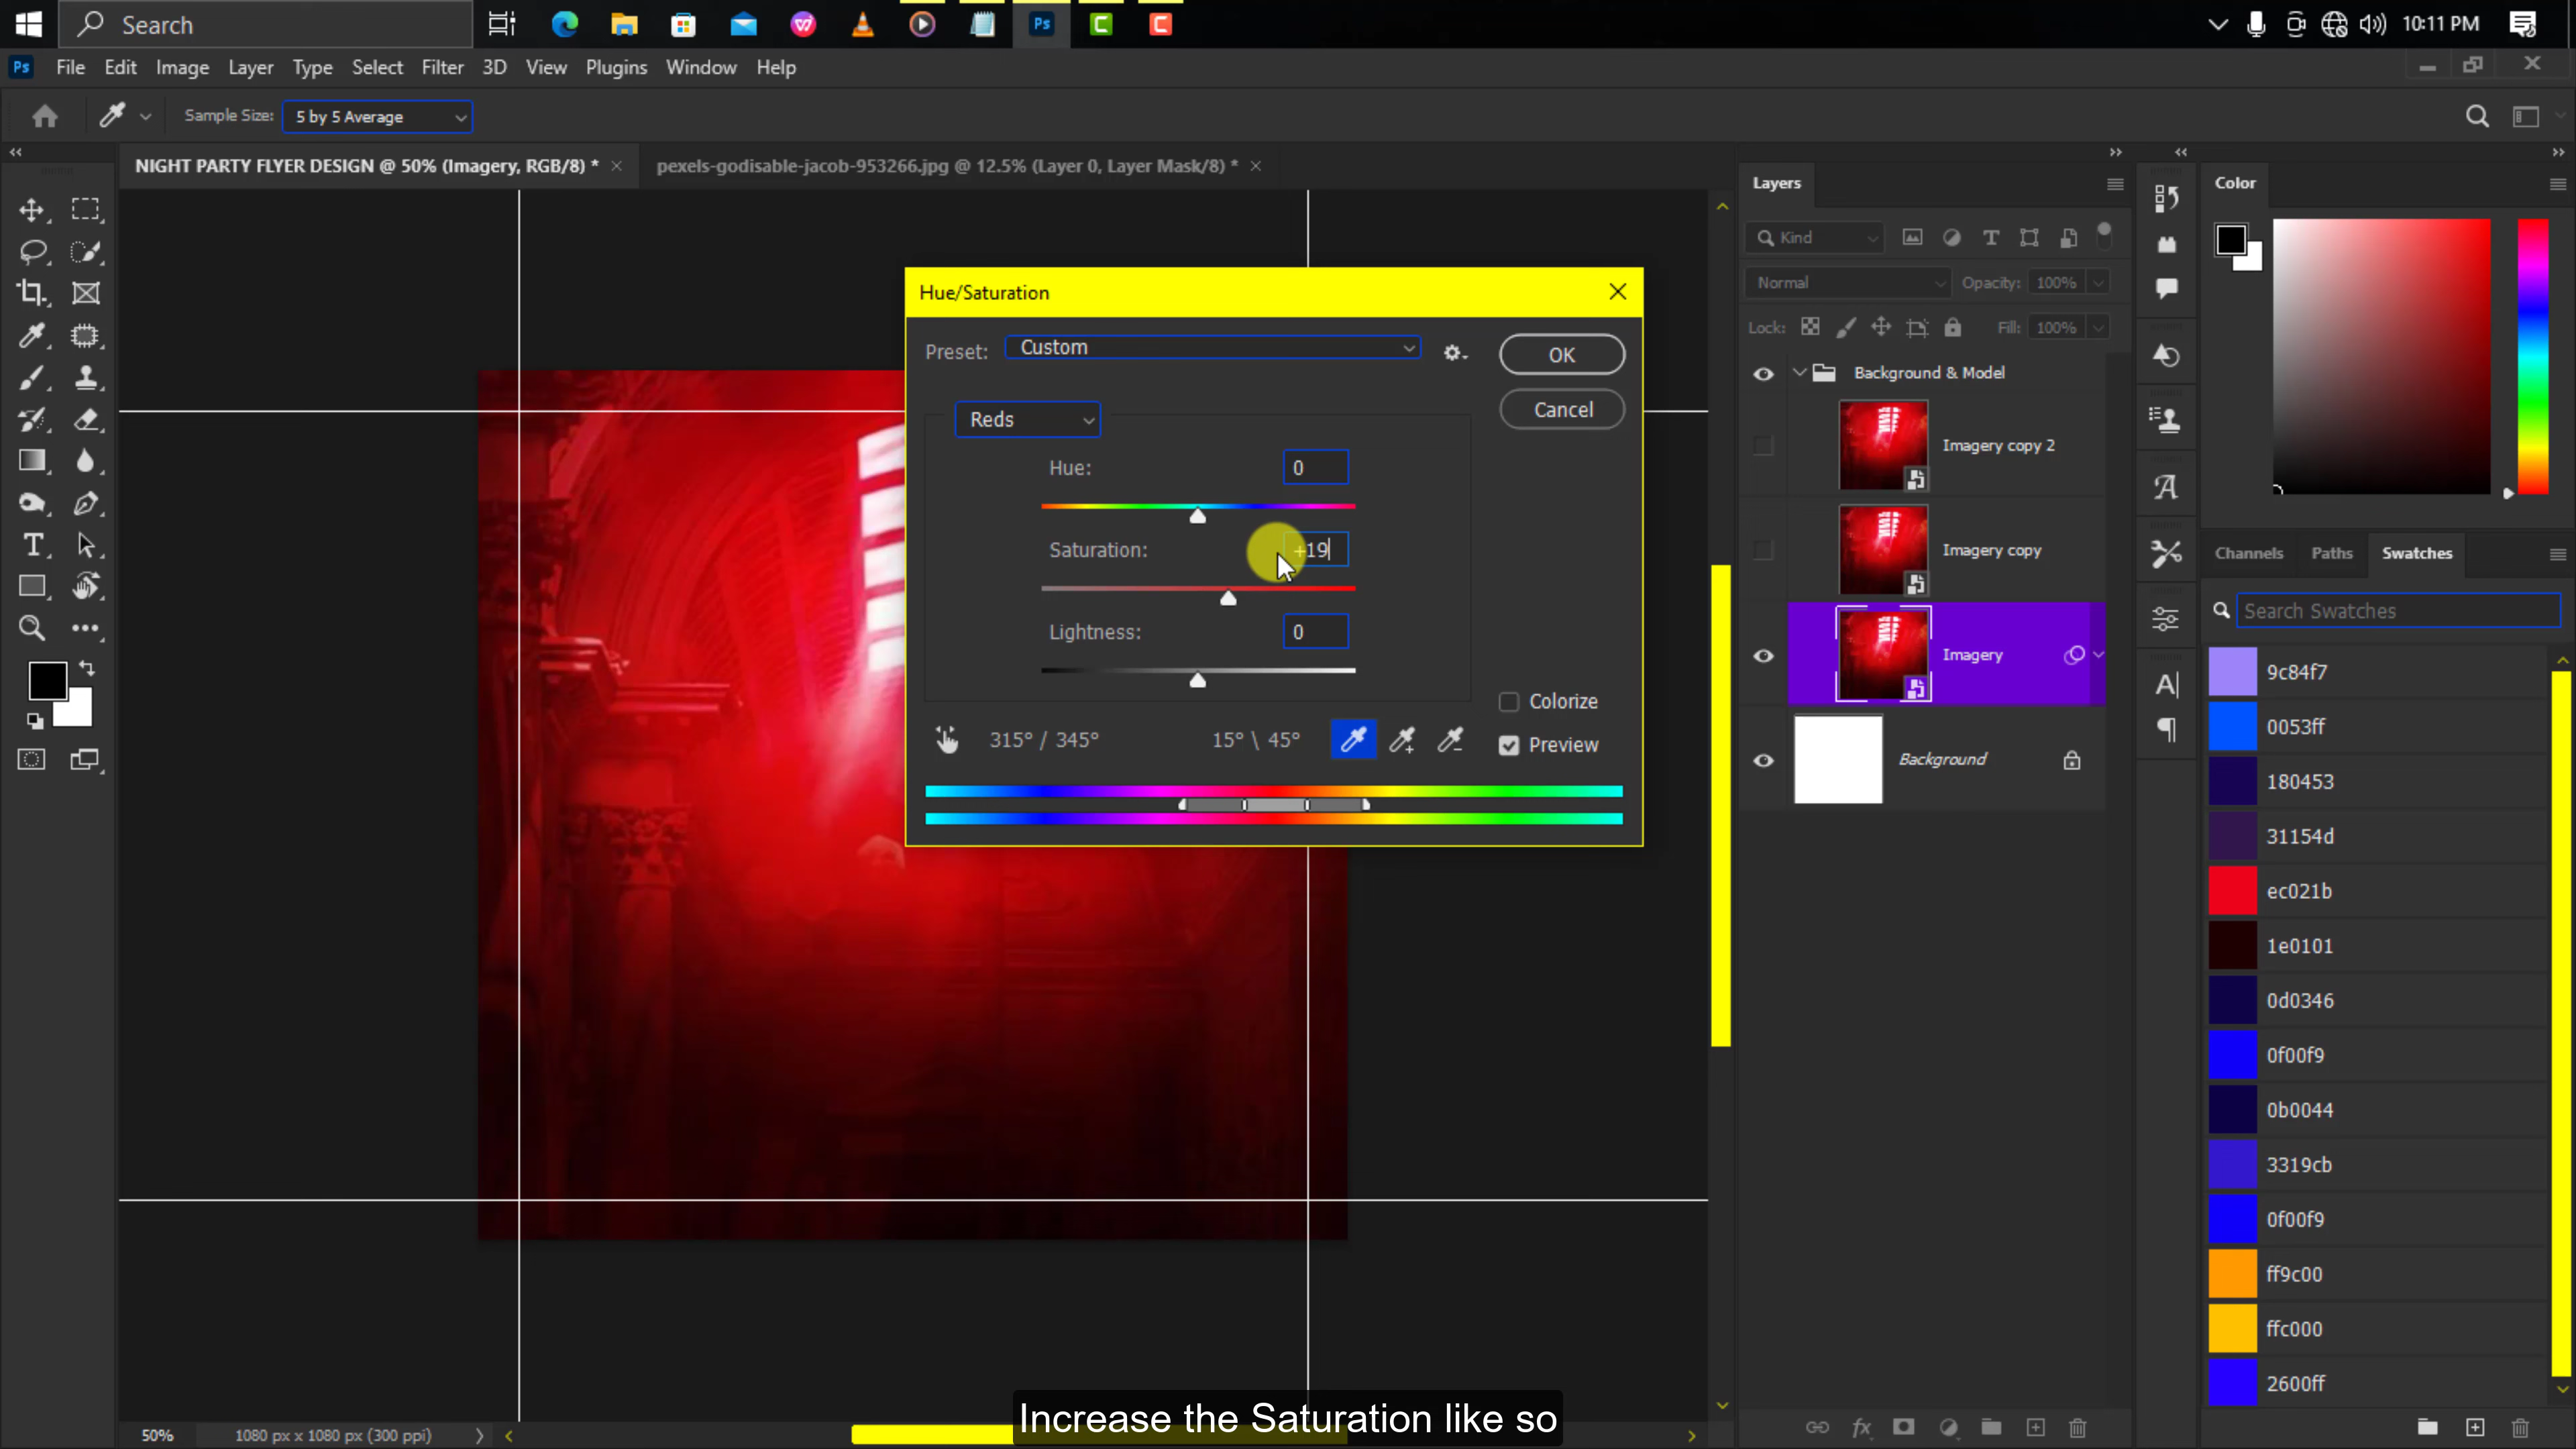 Search
10:11 PM
Ps File Edit Image Layer Type Select Filter 3D View Plugins Window Help
Sample Size: 5 by 5 Average
NIGHT PARTY FLYER DESIGN @ 50% (Imagery, RGB/8) *
pexels-godisable-jacob-953266.jpg @ 12.5% (Layer 0, Layer Mask/8) *
Hue/Saturation
Preset: Custom
OK
Cancel
Reds
Hue: 0
Saturation: +19
Lightness: 0
Colorize
Preview
315° / 345°
15° \ 45°
Layers
Kind
Normal
Opacity: 100%
Lock:
Fill: 100%
Background & Model
Imagery copy 2
Imagery copy
Imagery
Background
Color
Channels Paths Swatches
Search Swatches
9c84f7
0053ff
180453
31154d
ec021b
1e0101
0d0346
0f00f9
0b0044
3319cb
0f00f9
ff9c00
ffc000
2600ff
50%
1080 px x 1080 px (300 ppi)
Increase the Saturation like so